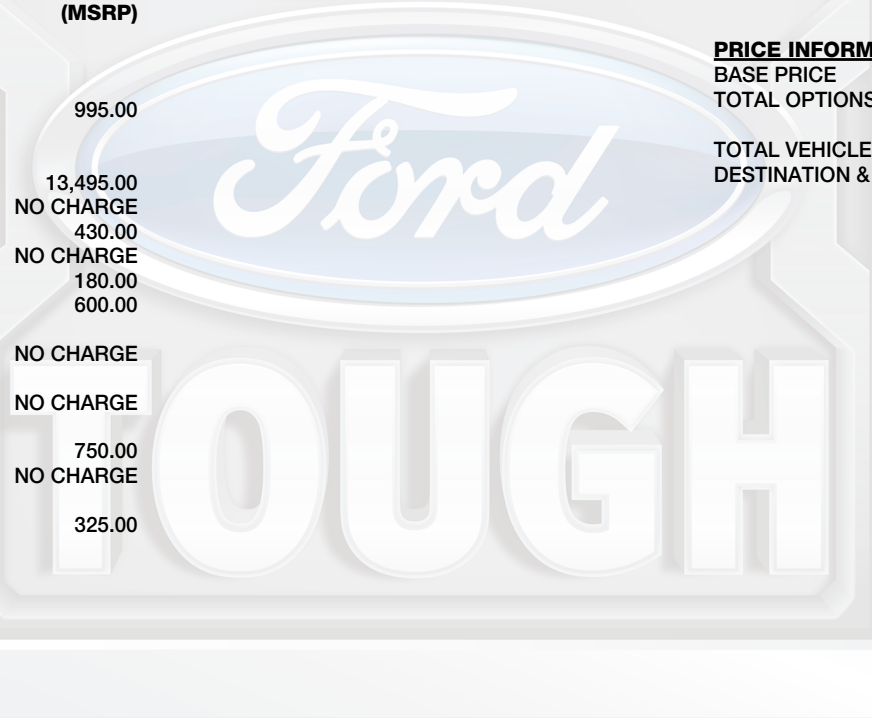 (MSRP)
995.00
13,495.00
NO CHARGE
430.00
NO CHARGE
180.00
600.00
NO CHARGE
NO CHARGE
750.00
NO CHARGE
325.00
PRICE INFORM
BASE PRICE
TOTAL OPTIONS
TOTAL VEHICLE
DESTINATION &
Ford
TOUGH